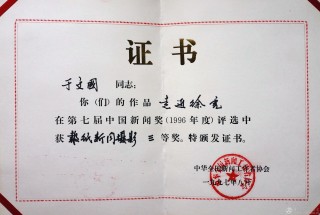 证书
于文国 同志:
你(们)的作品 走近徐虎
在第七届中国新闻奖(1996年度)评选中
获 报纸新闻摄影 三等奖。特颁发证书。
中华全国新闻工作者协会
一九九七年八月